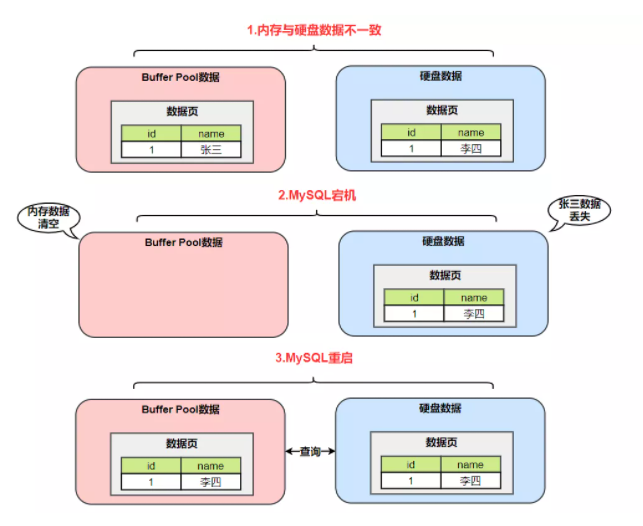 1.内存与硬盘数据不一致
Buffer Pool数据
硬盘数据
数据页
数据页
id name
id name
1 张三
1 李四
2.MySQL宕机
内存数据
清空
张三数据
丢失
Buffer Pool数据
硬盘数据
数据页
id name
1 李四
3.MySQL重启
Buffer Pool数据
硬盘数据
数据页
数据页
查询
id name
id name
1 李四
1 李四